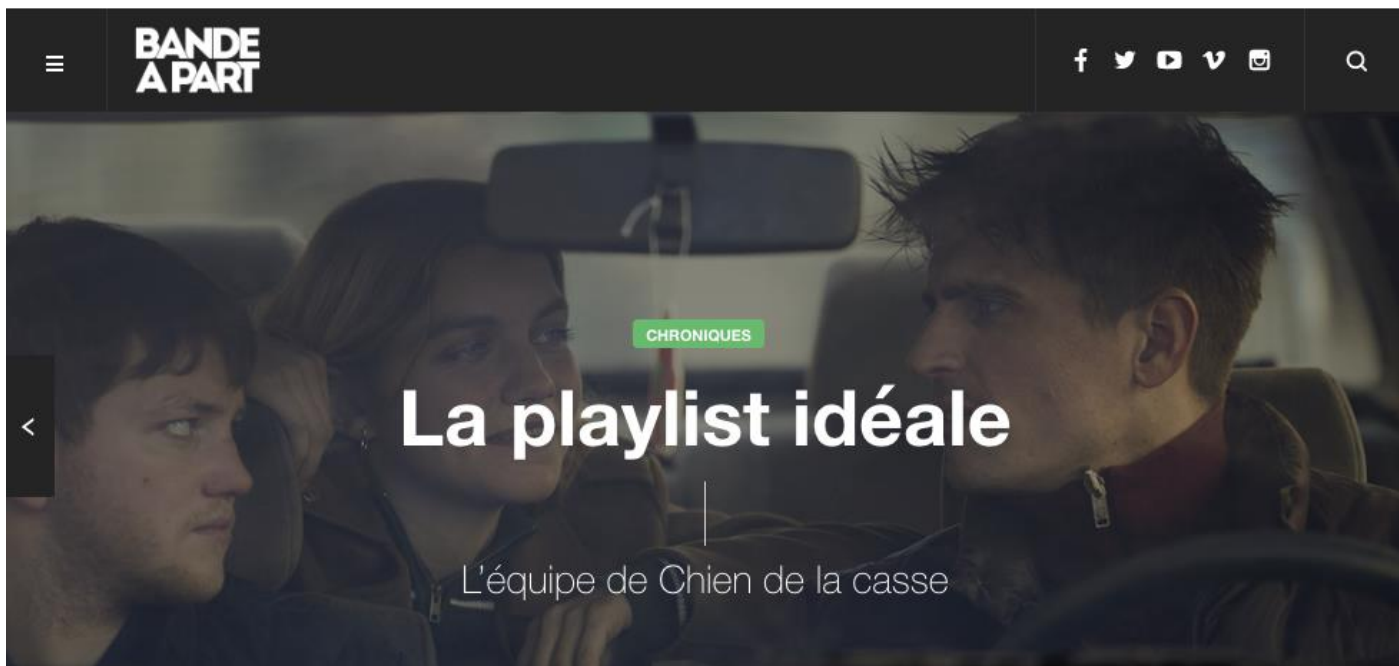 BANDE
A PART
CHRONIQUES
La playlist idéale
L'équipe de Chien de la casse